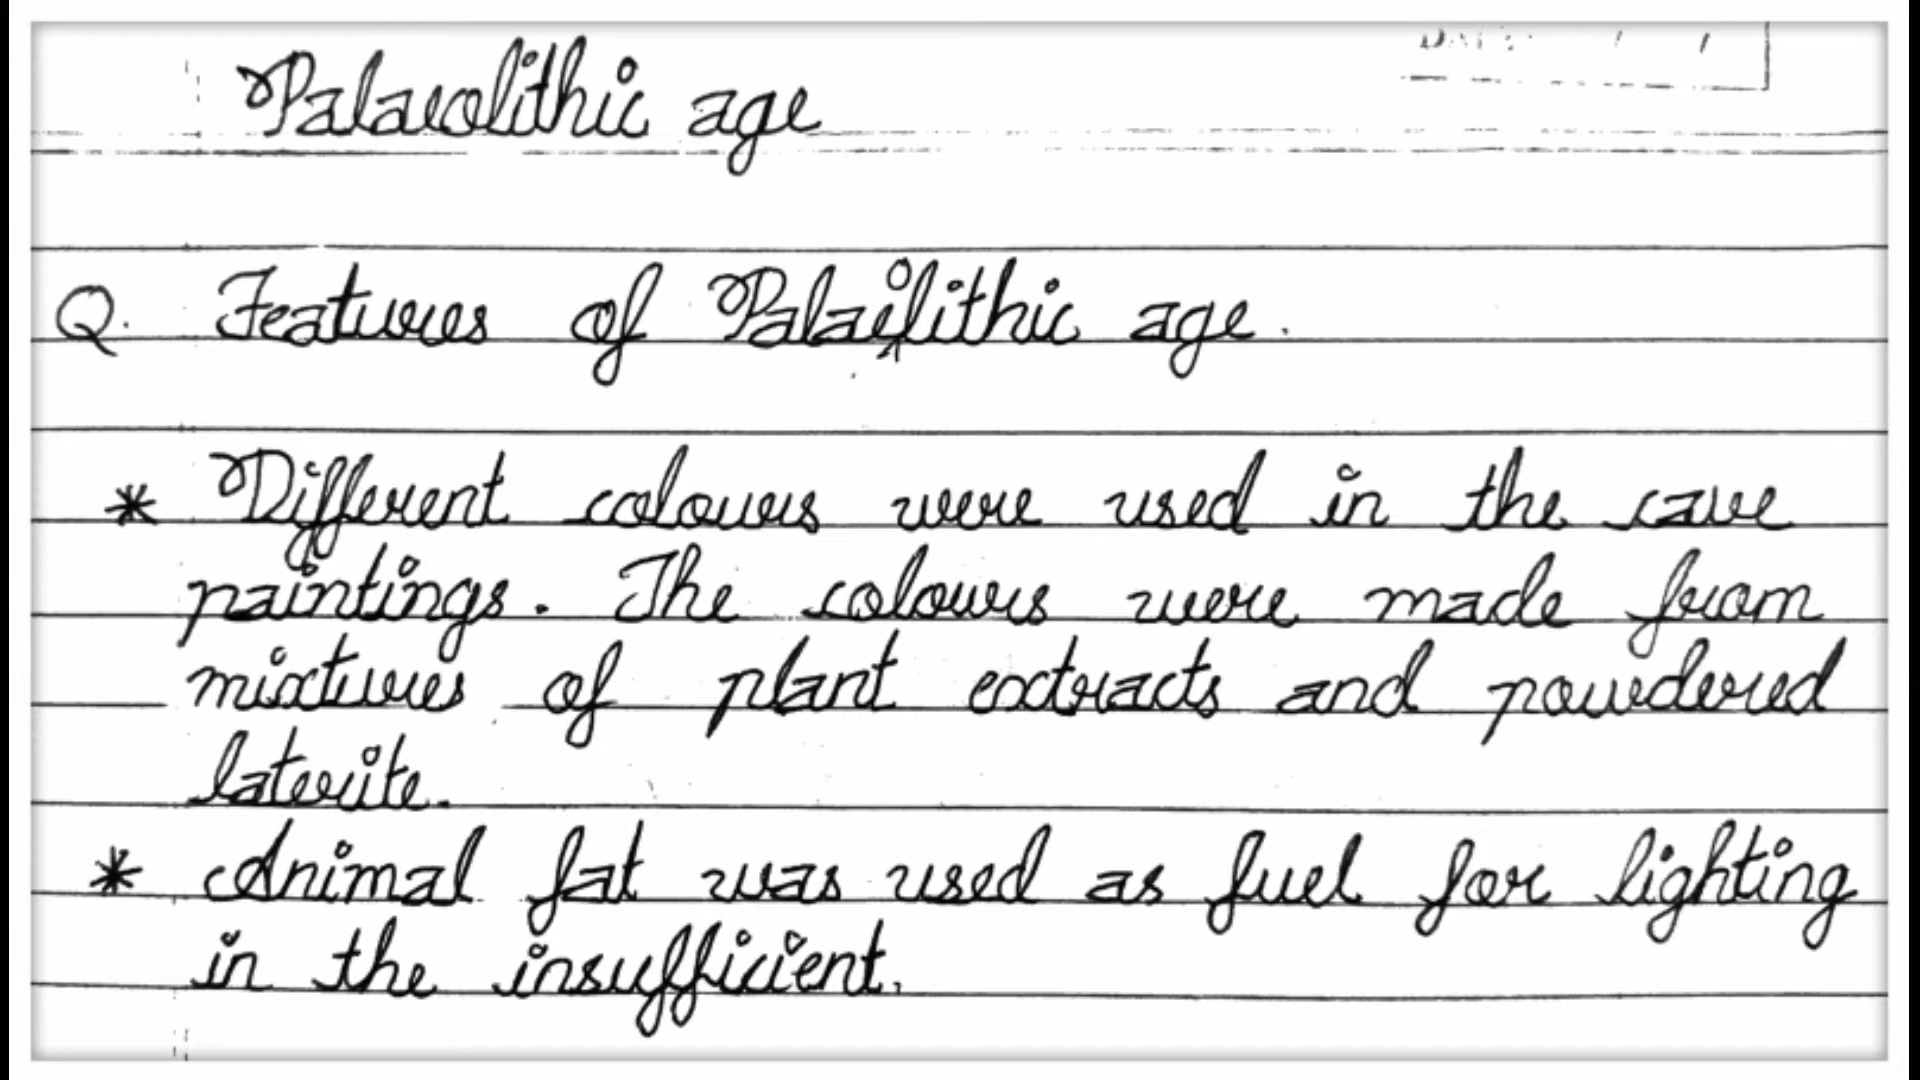 Palaeolithic age
Q. Features of Palaeolithic age.
* Different colours were used in the cave
paintings. The colours were made from
mixtures of plant extracts and powdered
laterite.
* Animal fat was used as fuel for lighting
in the insufficient.